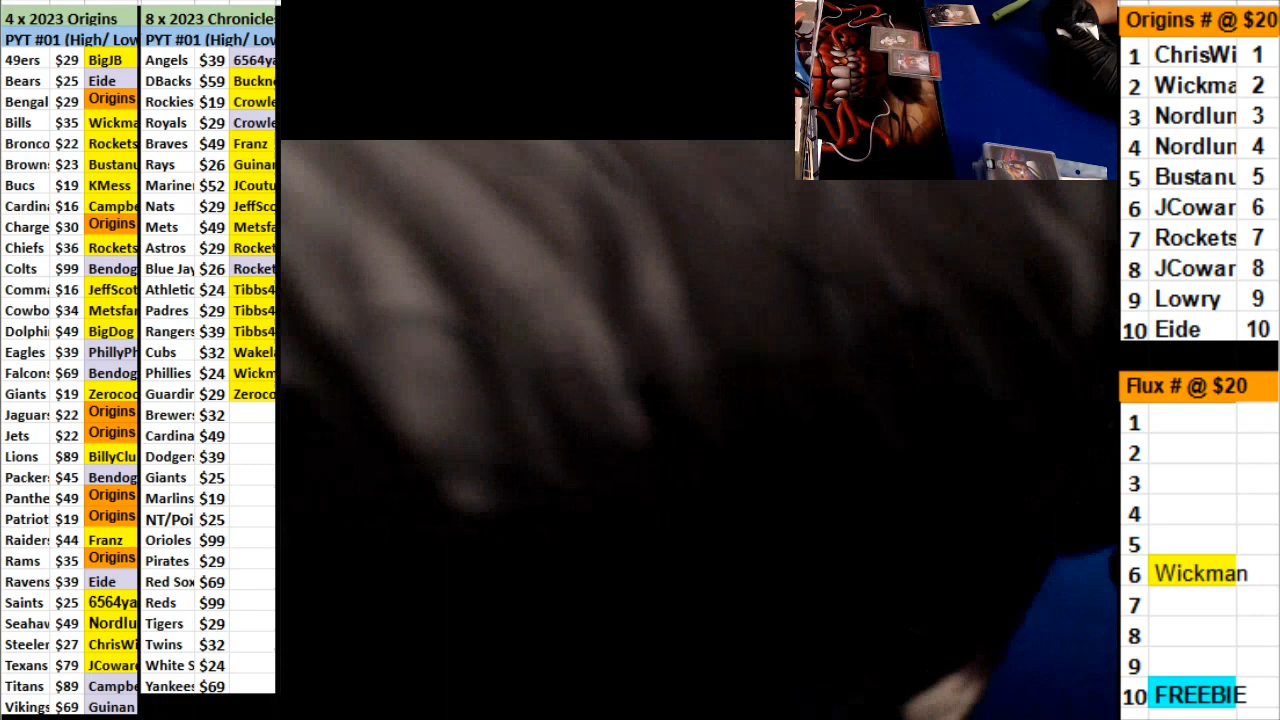 4 x 2023 Origins
PYT #01 (High/ Low
49ers $29 BigJB
Bears $25 Eide
Bengal $29 Origins
Bills $35 Wickma
Bronco $22 Rockets
Brown: $23 Bustanu
Bucs $19 KMess
Cardina $16 Campbe
Charge $30 Origins
Chiefs $36 Rockets
Colts $99 Bendog
Comma $16 JeffScot
Cowbo $34 Metsfar
Dolphi $49 BigDog
Eagles $39 PhillyPh
Falcon: $69 Bendog
Giants $19 Zerocoo
Jaguar: $22 Origins
Jets $22 Origins
Lions $89 BillyClu
Packer: $45 Bendog
Panthe $49 Origins
Patriot $19 Origins
Raider: $44 Franz
Rams $35 Origins
Ravens $39 Eide
Saints $25 6564ya
Seahav $49 Nordlu
Steeler $27 ChrisWi
Texans $79 JCoward
Titans $89 Campbe
Vikings $69 Guinan
8 x 2023 Chronicle
PYT #01 (High/ Low
Angels $39 6564ya
DBacks $59 Buckne
Rockies $19 Crowle
Royals $29 Crowle
Braves $49 Franz
Rays $26 Guinar
Mariner $52 JCoutu
Nats $29 JeffSco
Mets $49 Metsfa
Astros $29 Rocket
Blue Jay $26 Rocket
Athletic $24 Tibbs4
Padres $29 Tibbs4
Rangers $39 Tibbs4
Cubs $32 Wakela
Phillies $24 Wickm
Guardin $29 Zeroco
Brewer: $32
Cardina $49
Dodger: $39
Giants $25
Marlins $19
NT/Poi $25
Orioles $99
Pirates $29
Red Sox $69
Reds $99
Tigers $29
Twins $32
White S $24
Yankee: $69
Origins # @ $20
1 ChrisWi 1
2 Wickma 2
3 Nordlun 3
4 Nordlun 4
5 Bustanu 5
6 JCowar 6
7 Rockets 7
8 JCowar 8
9 Lowry 9
10 Eide 10
Flux # @ $20
1
2
3
4
5
6 Wickman
7
8
9
10 FREEBIE